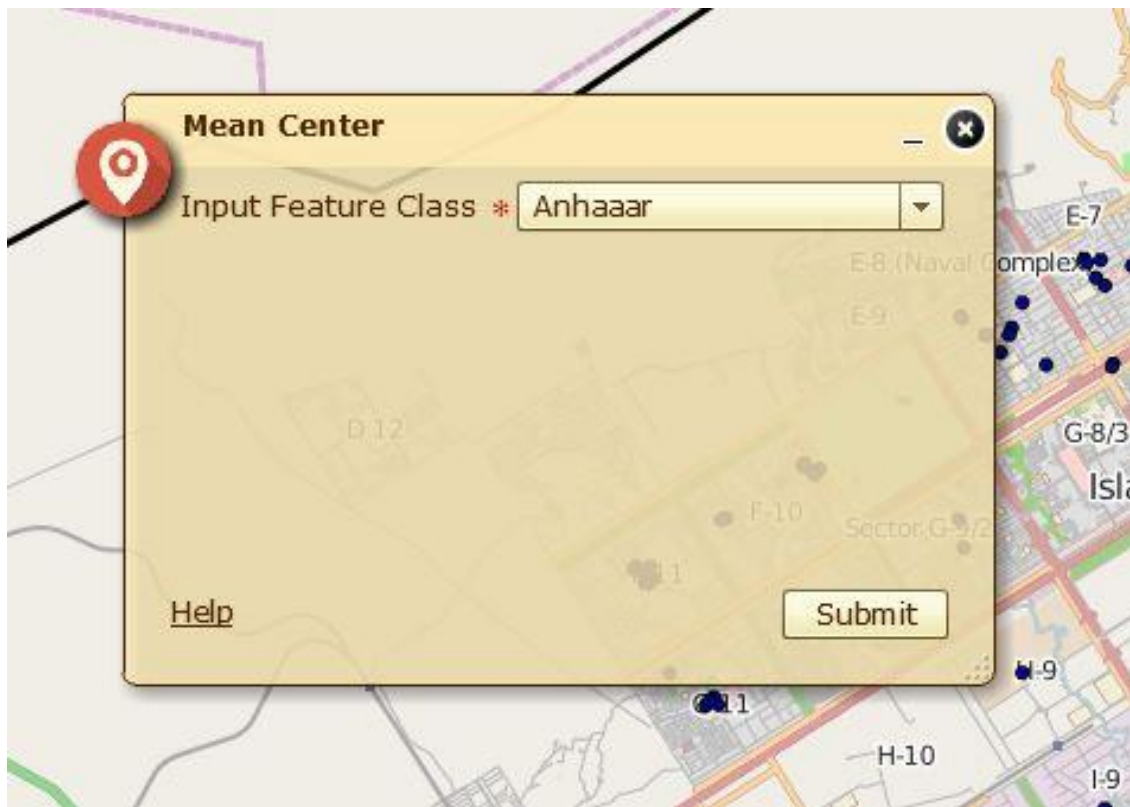 Mean Center
Input Feature Class * Anhaaar
E-7
E-8 (Naval Complex)
E-9
D 12
G-8/3
F-10
Sector G-9/2
11
Help
Submit
H-9
G-11
H-10
I-9